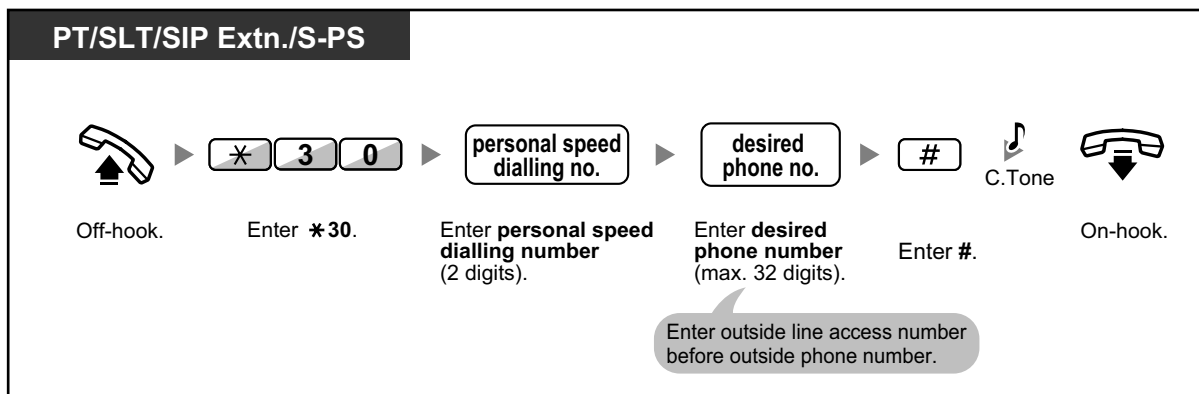 PT/SLT/SIP Extn./S-PS
* 3 0
personal speed
dialling no.
desired
phone no.
#
C.Tone
Off-hook.
Enter *30.
Enter personal speed
dialling number
(2 digits).
Enter desired
phone number
(max. 32 digits).
Enter #.
On-hook.
Enter outside line access number
before outside phone number.